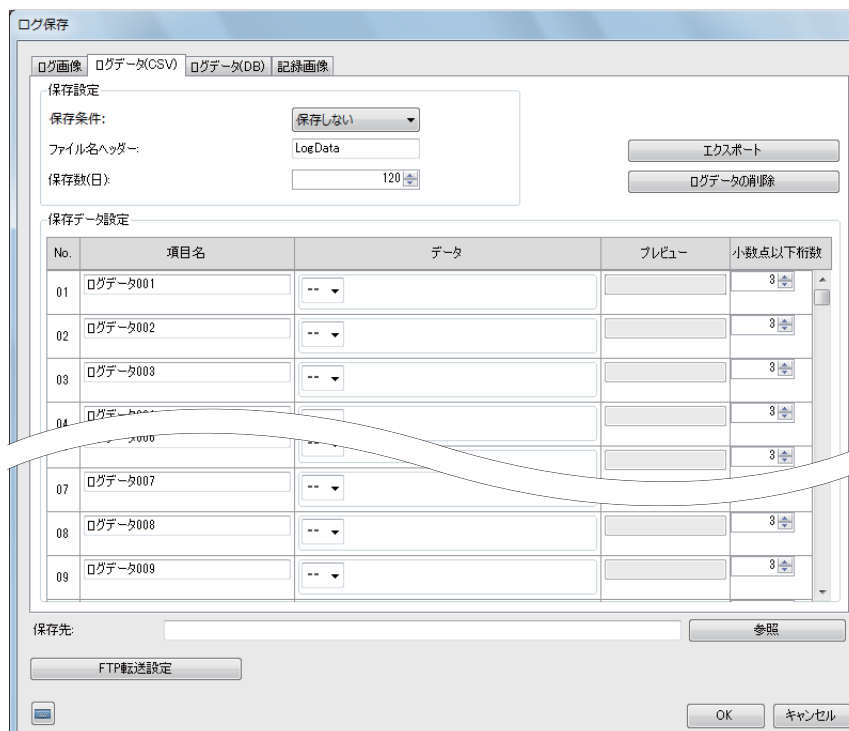 ログ保存
ログ画像 ログデータ(CSV) ログデータ(DB) 記録画像
保存設定
保存条件: 保存しない
ファイル名ヘッダー: LogData
エクスポート
保存数(日): 120
ログデータの削除
保存データ設定
No. 項目名 データ プレビュー 小数点以下桁数
01 ログデータ001 -- 3
02 ログデータ002 -- 3
03 ログデータ003 -- 3
04 3
3
07 ログデータ007 --
08 ログデータ008 -- 3
09 ログデータ009 -- 3
保存先: 参照
FTP転送設定
OK キャンセル